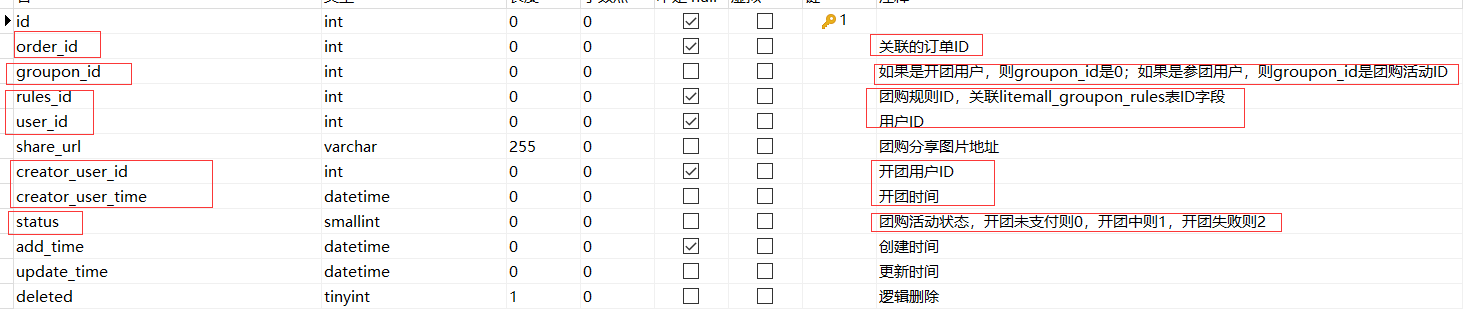 id int 0 0 1
order_id int 0 0 关联的订单ID
groupon_id int 0 0 如果是开团用户，则groupon_id是0；如果是参团用户，则groupon_id是团购活动ID
rules_id int 0 0 团购规则ID，关联litemall_groupon_rules表ID字段
user_id int 0 0 用户ID
share_url varchar 255 0 团购分享图片地址
creator_user_id int 0 0 开团用户ID
creator_user_time datetime 0 0 开团时间
status smallint 0 0 团购活动状态，开团未支付则0，开团中则1，开团失败则2
add_time datetime 0 0 创建时间
update_time datetime 0 0 更新时间
deleted tinyint 1 0 逻辑删除